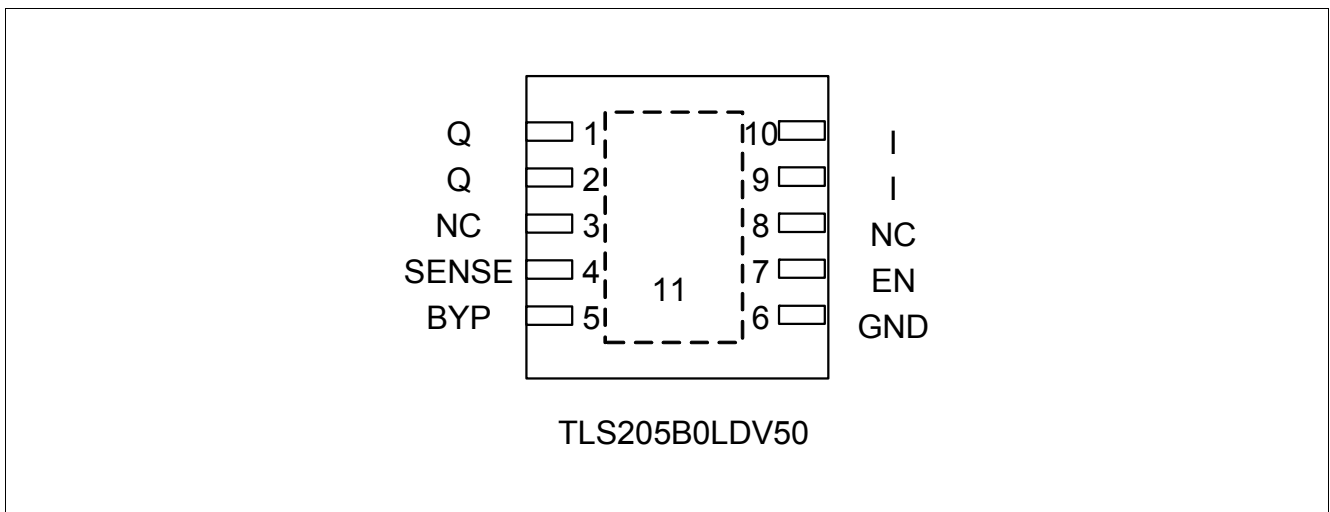 Q 1 10 I
Q 2 9 I
NC 3 8 NC
SENSE 4 7 EN
11
BYP 5 6 GND
TLS205B0LDV50